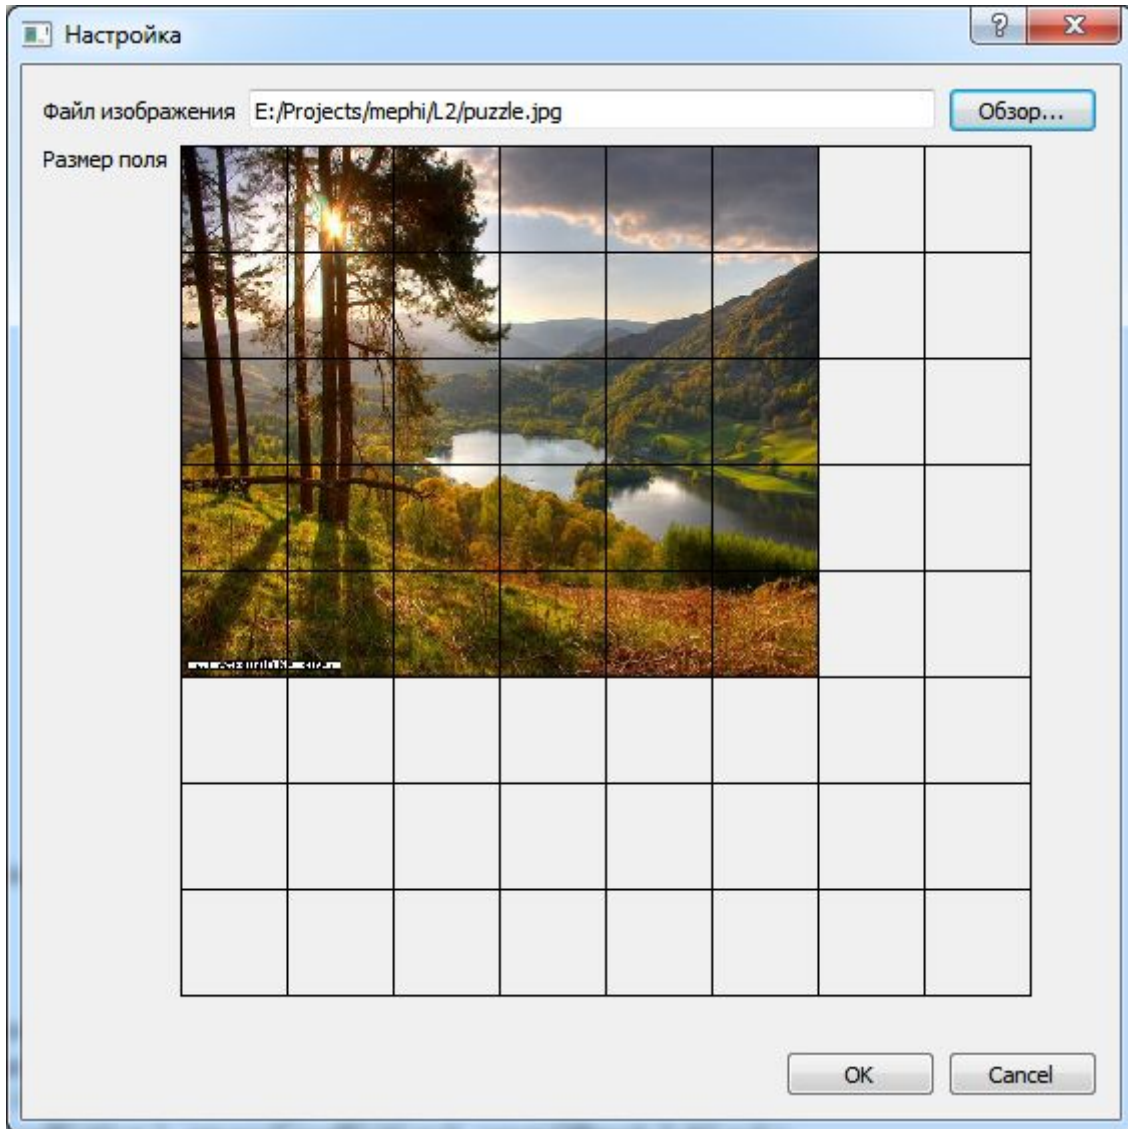 Настройка
Файл изображения E:/Projects/mephi/L2/puzzle.jpg Обзор...
Размер поля
OK Cancel